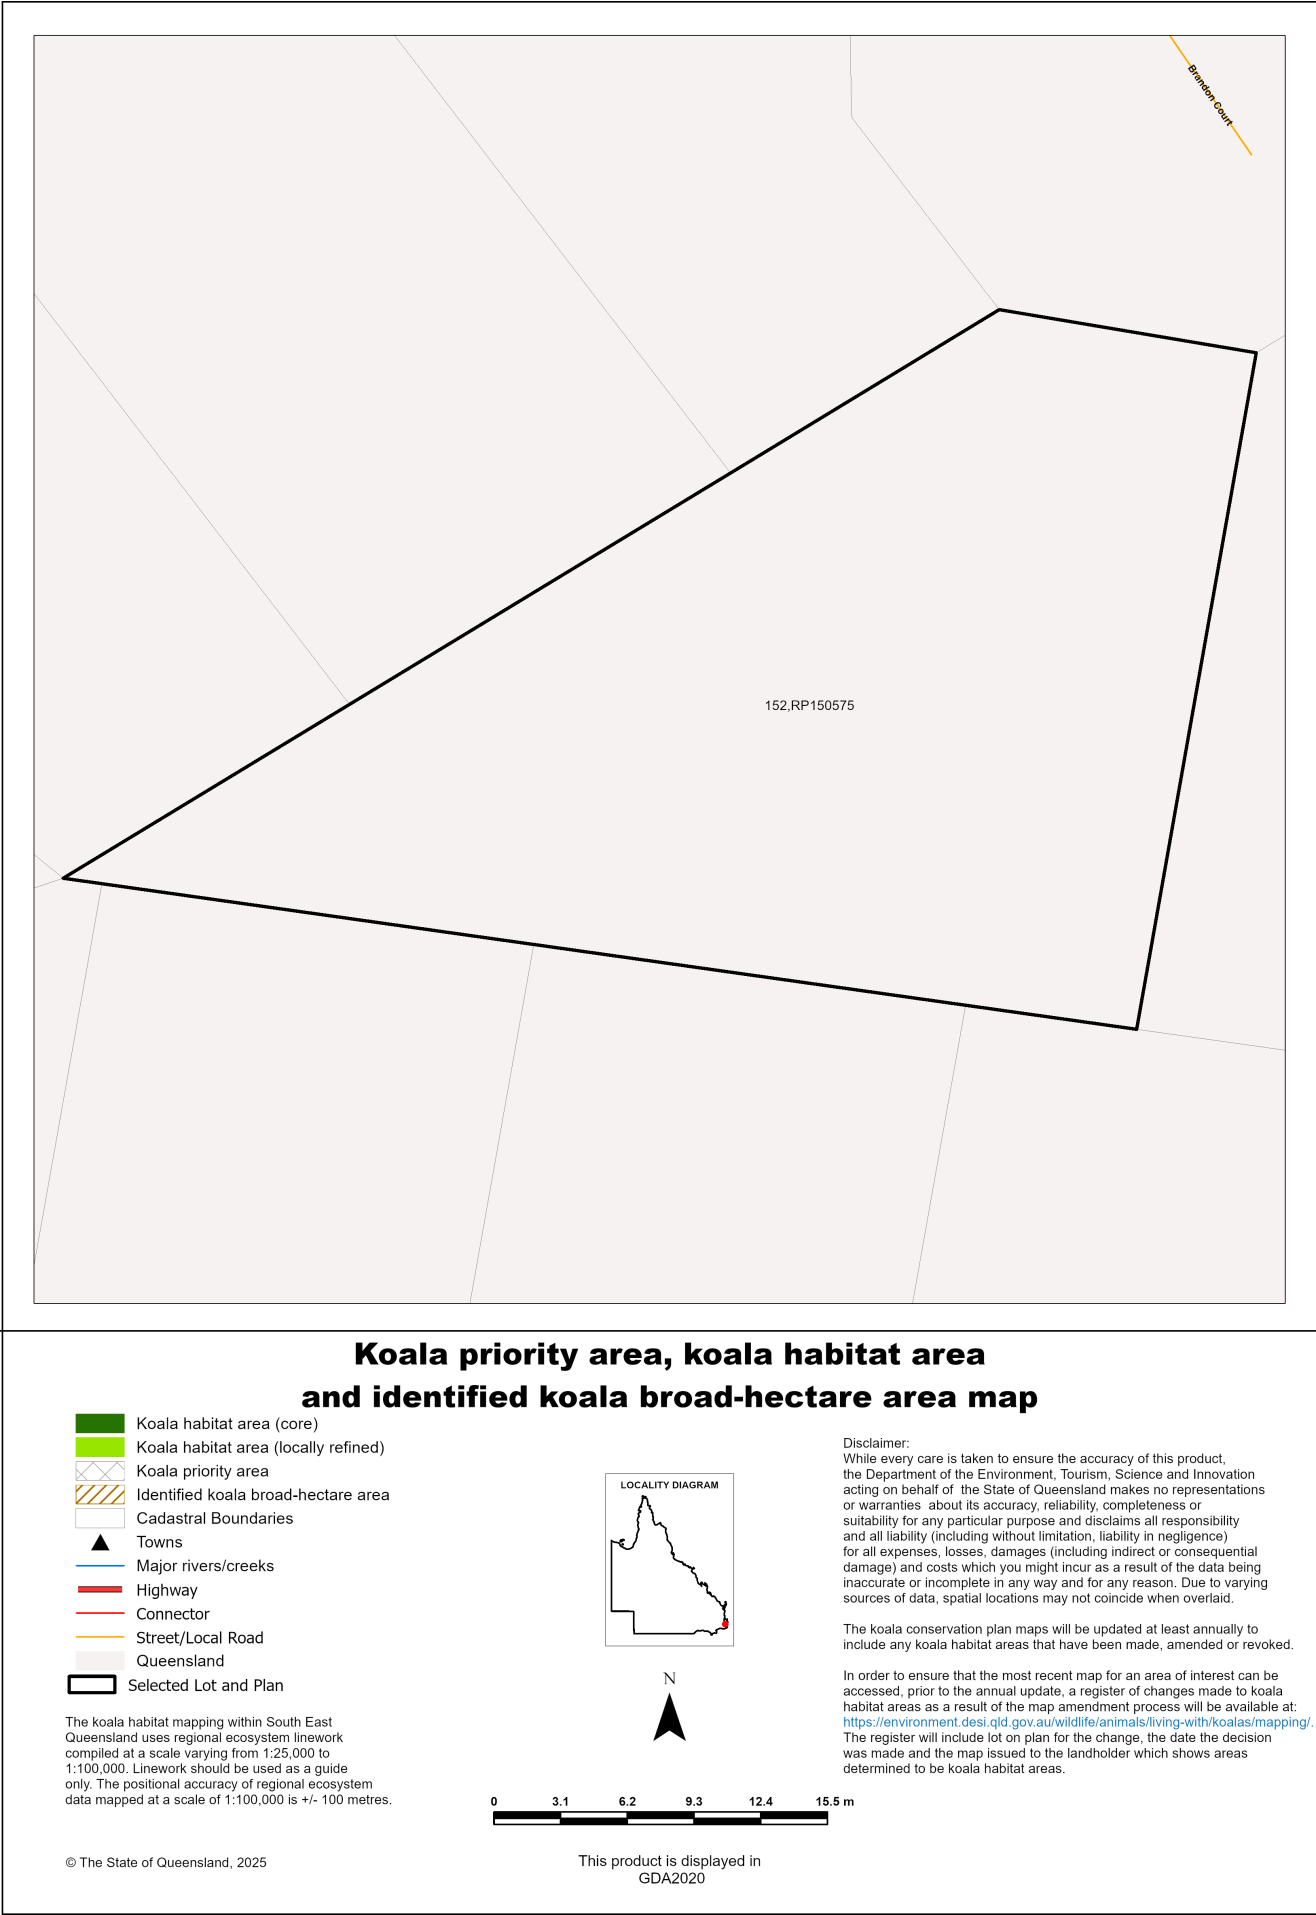 Brandon Court
152,RP150575
Koala priority area, koala habitat area
and identified koala broad-hectare area map
Koala habitat area (core)
Koala habitat area (locally refined)
Koala priority area
Identified koala broad-hectare area
Cadastral Boundaries
Towns
Major rivers/creeks
Highway
Connector
Street/Local Road
Queensland
Selected Lot and Plan
The koala habitat mapping within South East
Queensland uses regional ecosystem linework
compiled at a scale varying from 1:25,000 to
1:100,000. Linework should be used as a guide
only. The positional accuracy of regional ecosystem
data mapped at a scale of 1:100,000 is +/- 100 metres.
© The State of Queensland, 2025
LOCALITY DIAGRAM
N
0 3.1 6.2 9.3 12.4 15.5 m
This product is displayed in
GDA2020
Disclaimer:
While every care is taken to ensure the accuracy of this product,
the Department of the Environment, Tourism, Science and Innovation
acting on behalf of  the State of Queensland makes no representations
or warranties  about its accuracy, reliability, completeness or
suitability for any particular purpose and disclaims all responsibility
and all liability (including without limitation, liability in negligence)
for all expenses, losses, damages (including indirect or consequential
damage) and costs which you might incur as a result of the data being
inaccurate or incomplete in any way and for any reason. Due to varying
sources of data, spatial locations may not coincide when overlaid.
The koala conservation plan maps will be updated at least annually to
include any koala habitat areas that have been made, amended or revoked.
In order to ensure that the most recent map for an area of interest can be
accessed, prior to the annual update, a register of changes made to koala
habitat areas as a result of the map amendment process will be available at:
https://environment.desi.qld.gov.au/wildlife/animals/living-with/koalas/mapping/.
The register will include lot on plan for the change, the date the decision
was made and the map issued to the landholder which shows areas
determined to be koala habitat areas.